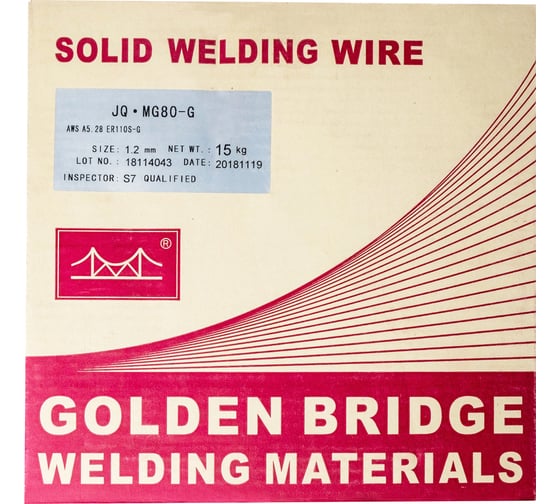 SOLID WELDING WIRE
JQ·MG80-G
AWS A5.28 ER110S-G
SIZE: 1.2 mm NET WT.: 15 kg
LOT NO.: 18114043 DATE: 20181119
INSPECTOR: S7 QUALIFIED
®
GOLDEN BRIDGE
WELDING MATERIALS